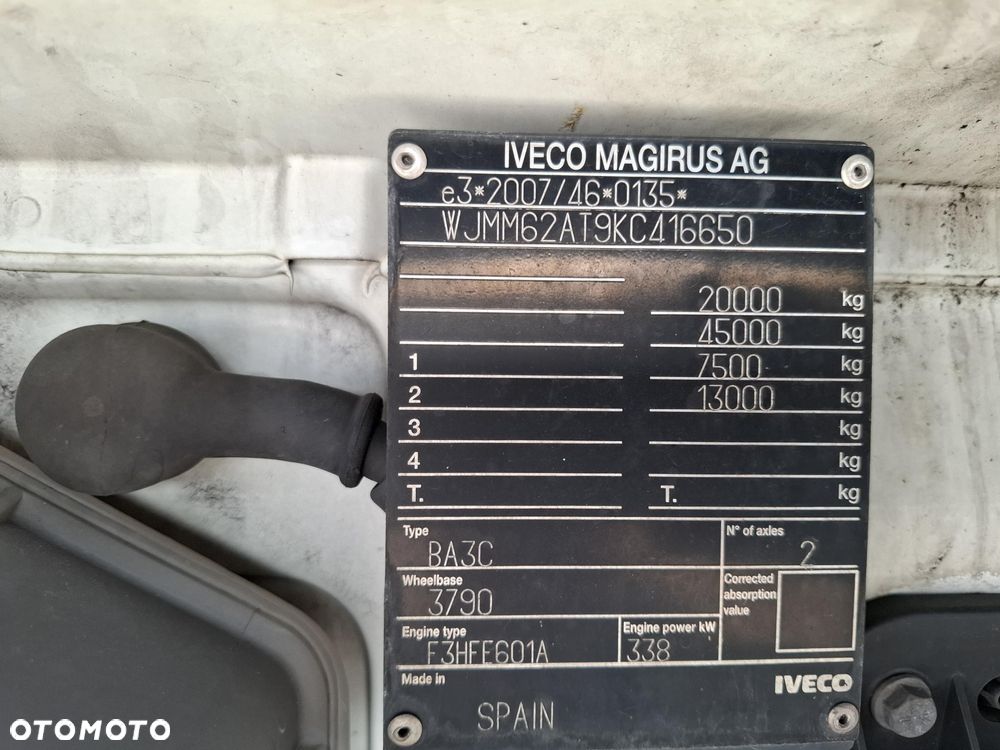 IVECO MAGIRUS AG
e3*2007/46*0135*
WJMM62AT9KC416650
20000 kg
45000 kg
1 7500 kg
2 13000 kg
3 kg
4 kg
T. T. kg
Type N° of axles
BA3C 2
Wheelbase Corrected absorption value
3790
Engine type Engine power kW
F3HFE601A 338
Made in IVECO
SPAIN
OTOMOTO